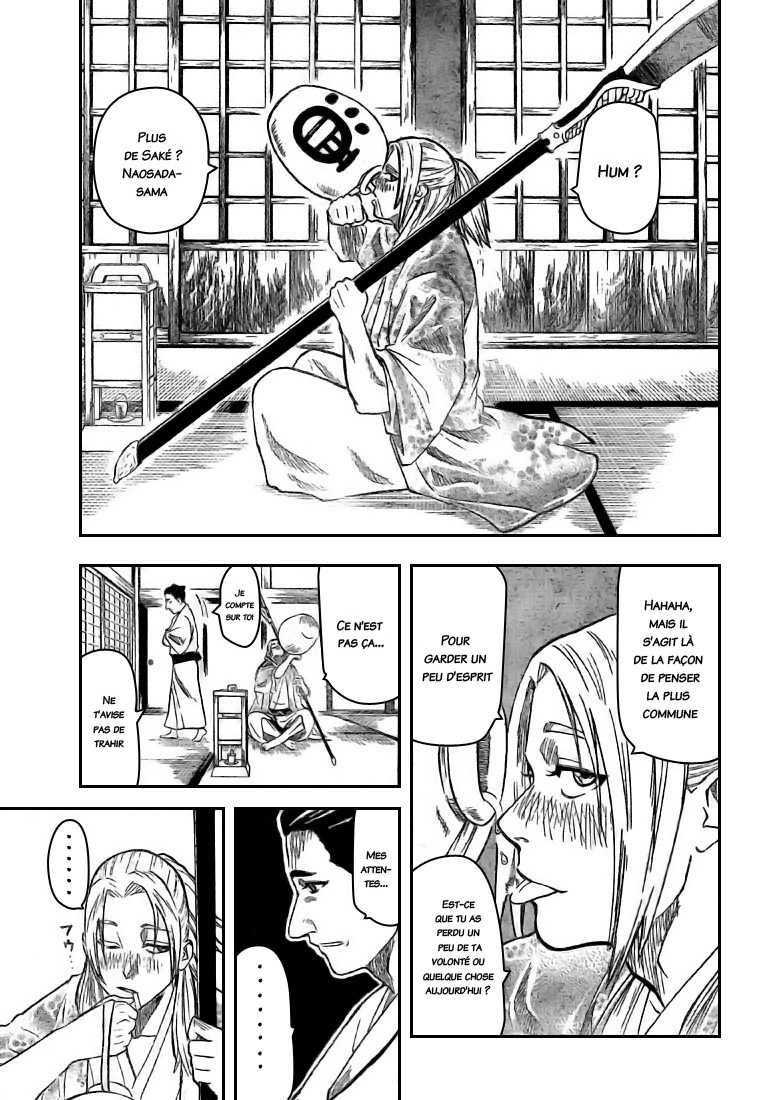 HUM ?
PLUS
DE SAKÉ ?
NAOSADA-
SAMA
HAHAHA,
MAIS IL
S'AGIT LÀ
DE LA FAÇON
DE PENSER
LA PLUS
COMMUNE
POUR
GARDER UN
PEU D'ESPRIT
EST-CE
QUE TU AS
PERDU UN
PEU DE TA
VOLONTÉ OU
QUELQUE CHOSE
AUJOURD'HUI ?
CE N'EST
PAS ÇA...
JE
COMPTE
SUR TOI
NE
T'AVISE
PAS DE
TRAHIR
MES
ATTEN-
TES...
......
......
フゥ…